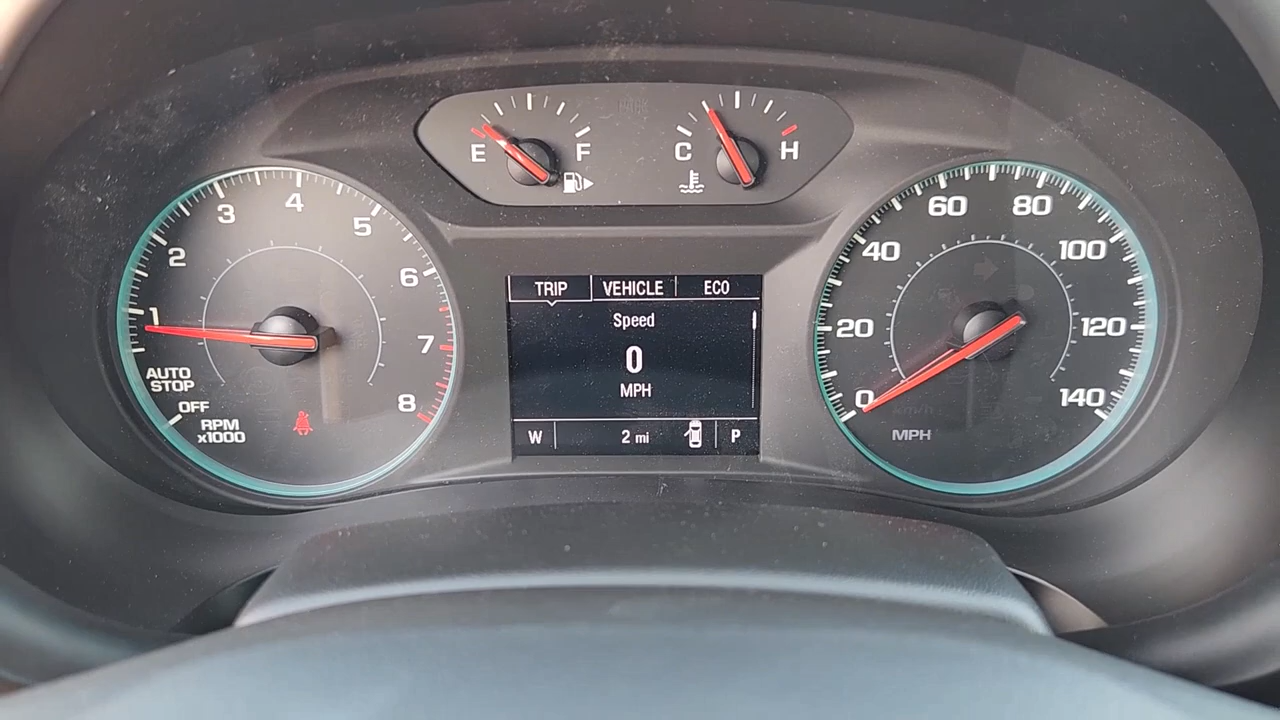 E F
C H
1
2
3
4
5
6
7
8
AUTO
STOP
OFF
RPM
x1000
TRIP VEHICLE ECO
Speed
0
MPH
W 2 mi P
0
20
40
60
80
100
120
140
MPH
km/h